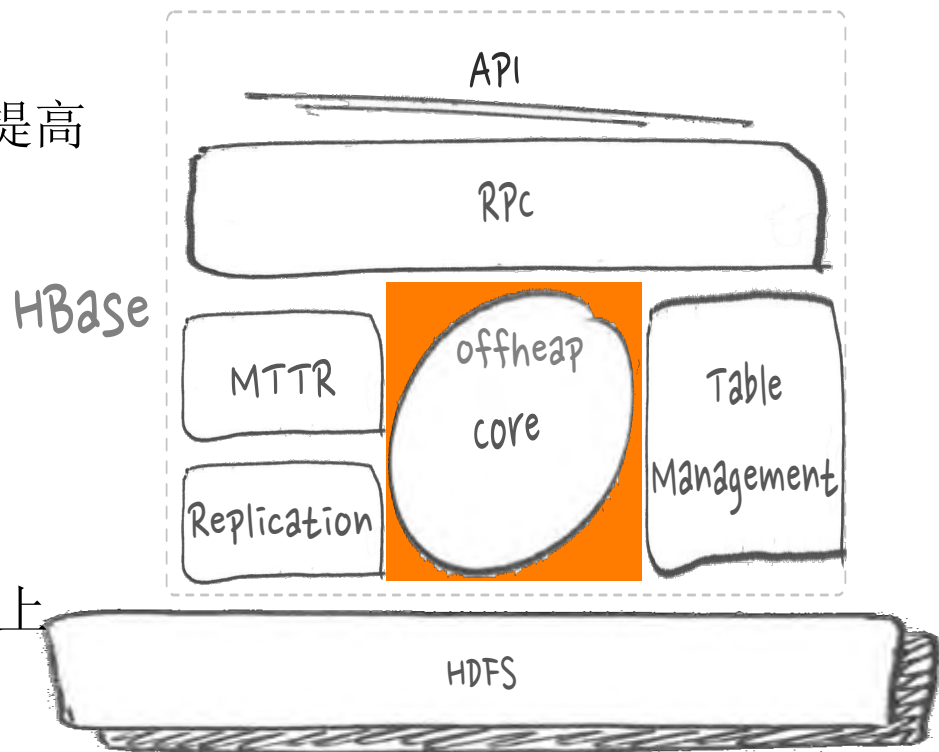 API
提高
RPC
HBase
offheap
core
MTTR
Table
Management
Replication
上
HDFS